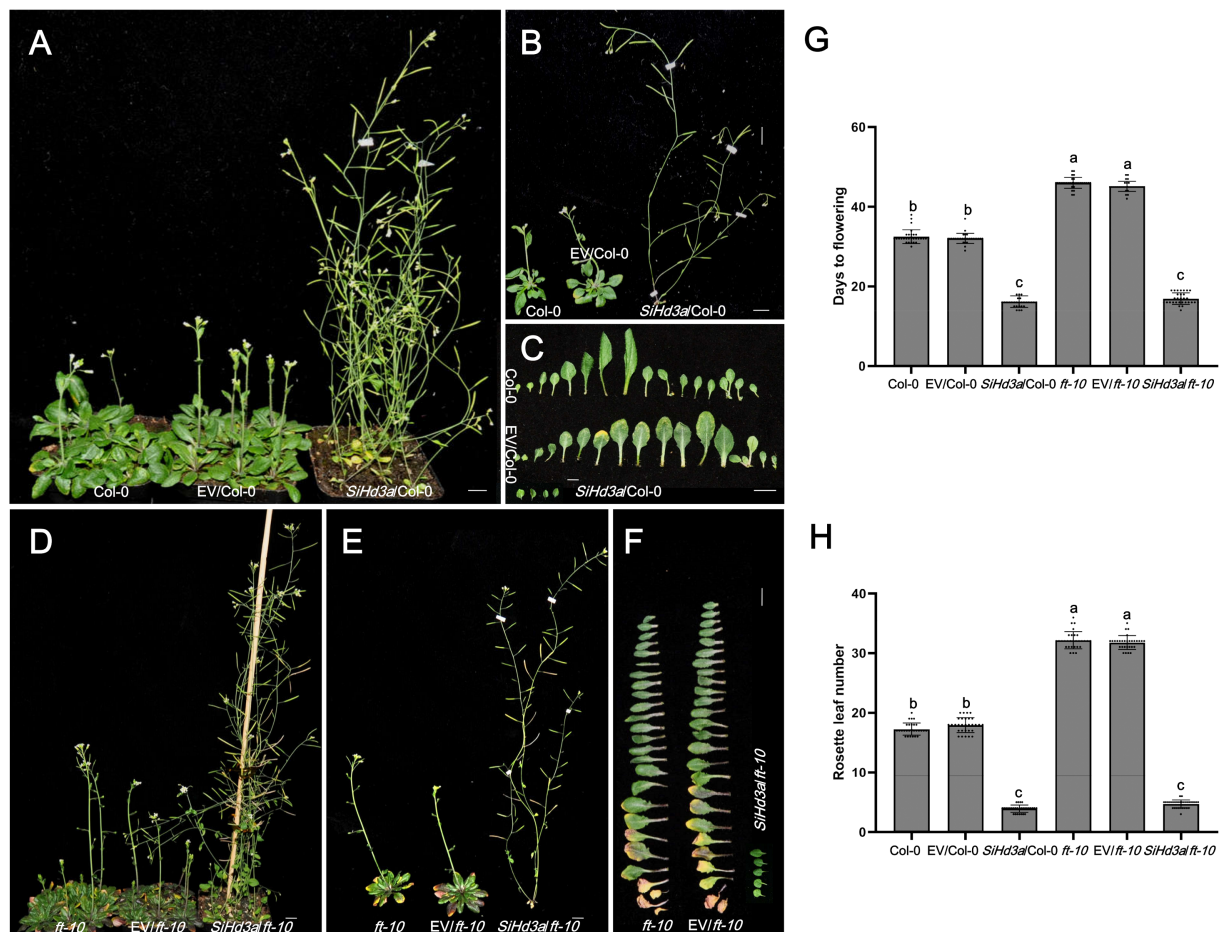 A
Col-0
EV/Col-0
SiHd3a/Col-0
B
EV/Col-0
Col-0
SiHd3a/Col-0
C
Col-0
EV/Col-0
SiHd3a/Col-0
D
ft-10
EV/ft-10
SiHd3a/ft-10
E
ft-10
EV/ft-10
SiHd3a/ft-10
F
SiHd3a/ft-10
ft-10
EV/ft-10
G
Days to flowering
60
40
20
0
b
b
c
a
a
c
Col-0 EV/Col-0 SiHd3a/Col-0 ft-10 EV/ft-10 SiHd3a/ft-10
H
Rosette leaf number
40
30
20
10
0
b
b
c
a
a
c
Col-0 EV/Col-0 SiHd3a/Col-0 ft-10 EV/ft-10 SiHd3a/ft-10